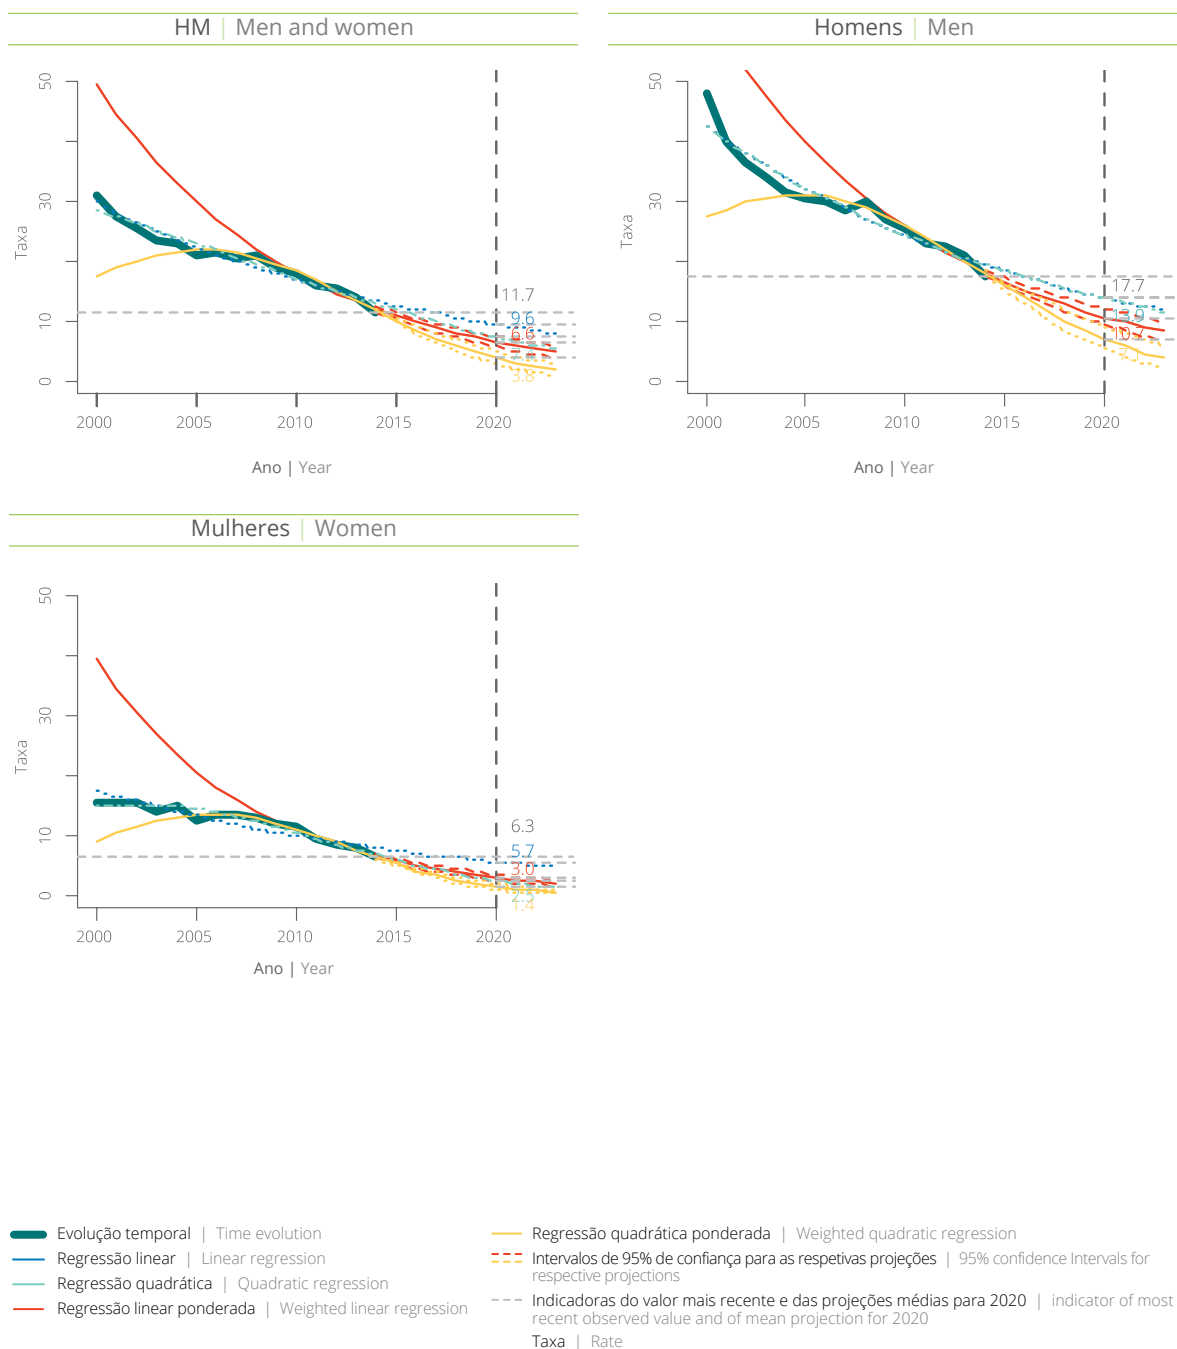 HM | Men and women
50
30
10
0
Taxa
11.7
9.6
6.6
3.8
2000 2005 2010 2015 2020
Ano | Year
Homens | Men
50
30
10
0
Taxa
17.7
13.9
10.7
7.1
2000 2005 2010 2015 2020
Ano | Year
Mulheres | Women
50
30
10
0
Taxa
6.3
5.7
3.0
2.5
1.4
2000 2005 2010 2015 2020
Ano | Year
Evolução temporal | Time evolution
Regressão linear | Linear regression
Regressão quadrática | Quadratic regression
Regressão linear ponderada | Weighted linear regression
Regressão quadrática ponderada | Weighted quadratic regression
Intervalos de 95% de confiança para as respetivas projeções | 95% confidence Intervals for
respective projections
Indicadoras do valor mais recente e das projeções médias para 2020 | indicator of most
recent observed value and of mean projection for 2020
Taxa | Rate